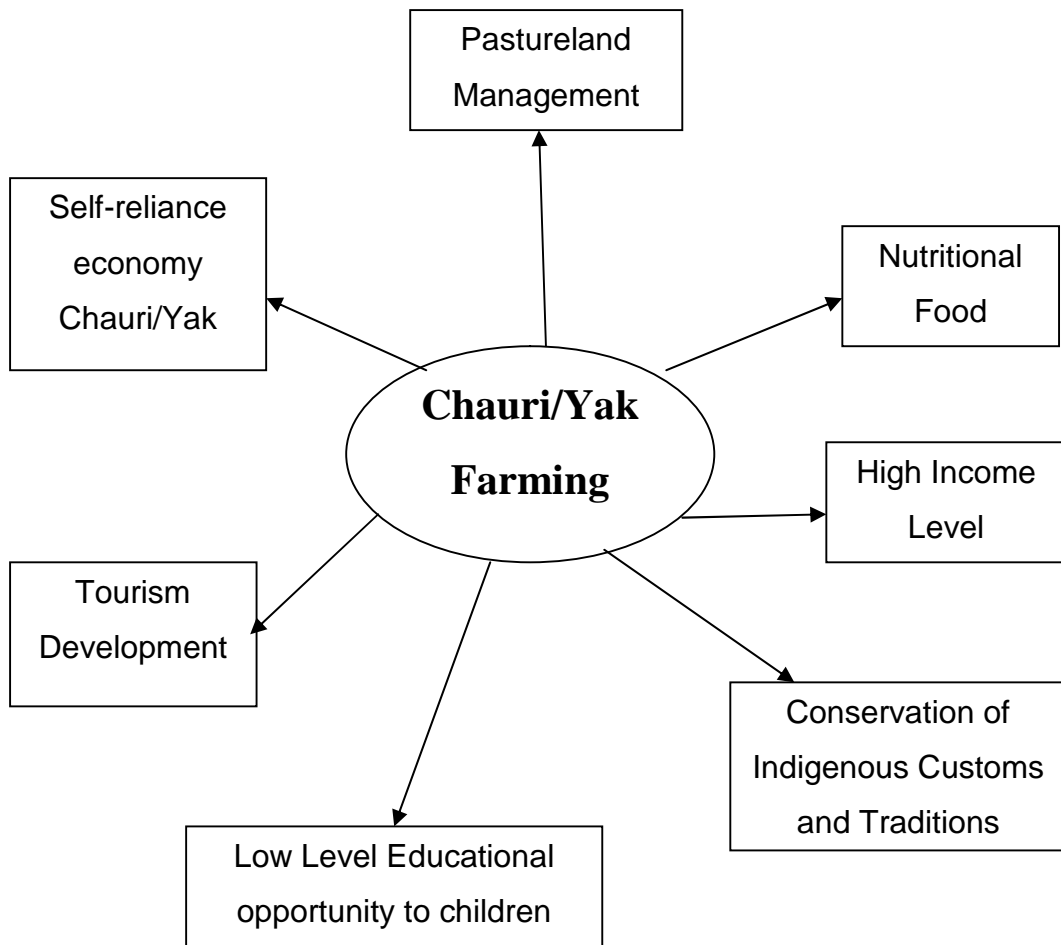 Pastureland
Management
Self-reliance
economy
Chauri/Yak
Nutritional
Food
Chauri/Yak
Farming
High Income
Level
Tourism
Development
Conservation of
Indigenous Customs
and Traditions
Low Level Educational
opportunity to children